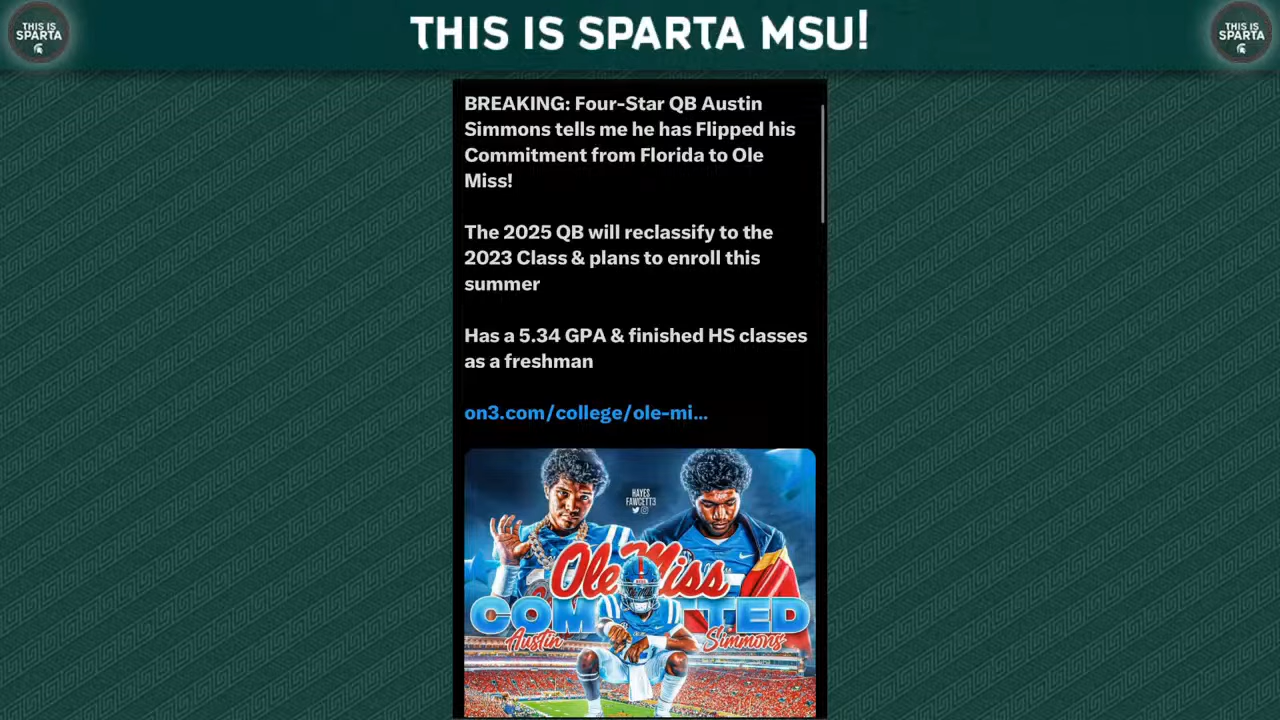 THIS IS
SPARTA
THIS IS SPARTA MSU!
THIS IS
SPARTA
BREAKING: Four-Star QB Austin
Simmons tells me he has Flipped his
Commitment from Florida to Ole
Miss!
The 2025 QB will reclassify to the
2023 Class & plans to enroll this
summer
Has a 5.34 GPA & finished HS classes
as a freshman
on3.com/college/ole-mi...
HAYES
FAWCETT3
Ole Miss
COMMITTED
Austin
Simmons